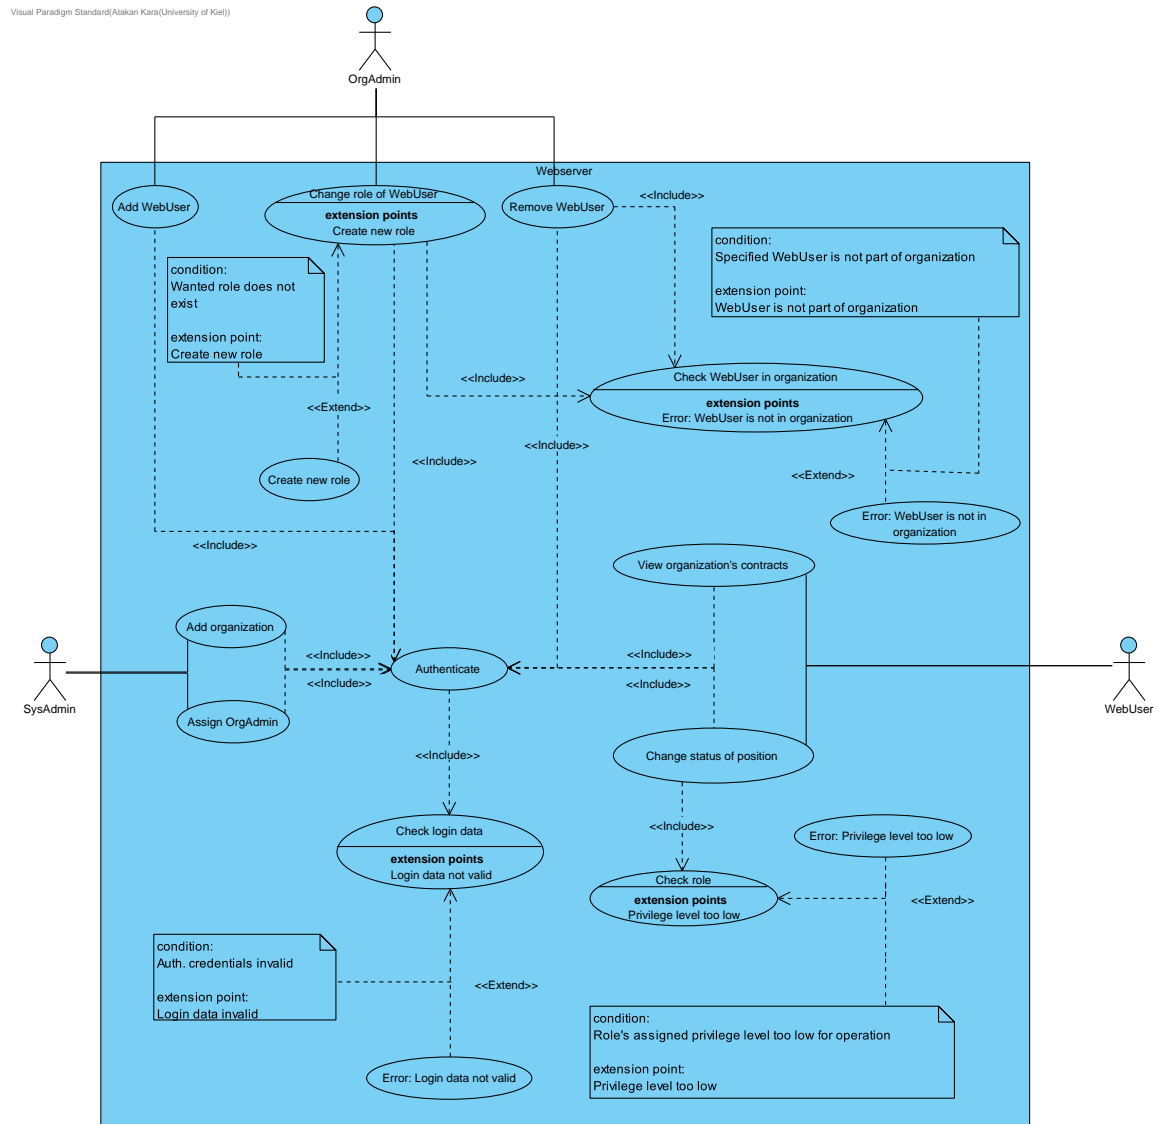 Visual Paradigm Standard(Atakan Kara(University of Kiel))
OrgAdmin
Webserver
Add WebUser
Change role of WebUser
extension points
Create new role
Remove WebUser
<<Include>>
condition:
Specified WebUser is not part of organization
extension point:
WebUser is not part of organization
condition:
Wanted role does not
exist
extension point:
Create new role
<<Include>>
Check WebUser in organization
extension points
Error: WebUser is not in organization
<<Extend>>
<<Include>>
<<Include>>
Create new role
<<Extend>>
Error: WebUser is not in
organization
<<Include>>
View organization's contracts
Add organization
<<Include>>
<<Include>>
Authenticate
<<Include>>
<<Include>>
SysAdmin
WebUser
Assign OrgAdmin
Change status of position
<<Include>>
<<Include>>
Check login data
extension points
Login data not valid
Error: Privilege level too low
Check role
extension points
Privilege level too low
<<Extend>>
condition:
Auth. credentials invalid
extension point:
Login data invalid
<<Extend>>
condition:
Role's assigned privilege level too low for operation
extension point:
Privilege level too low
Error: Login data not valid